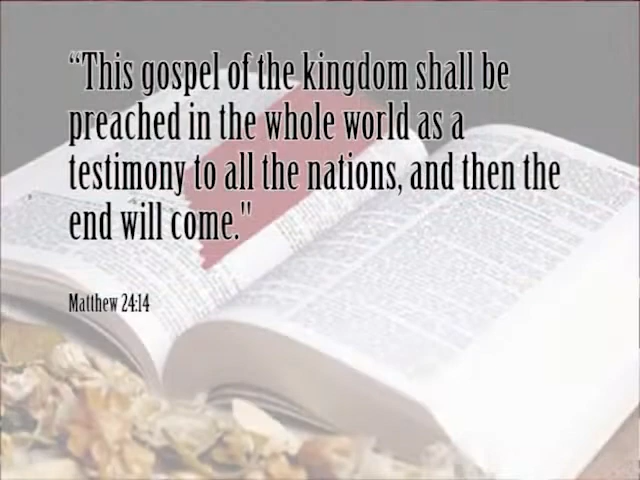 “This gospel of the kingdom shall be
preached in the whole world as a
testimony to all the nations, and then the
end will come."
Matthew 24:14